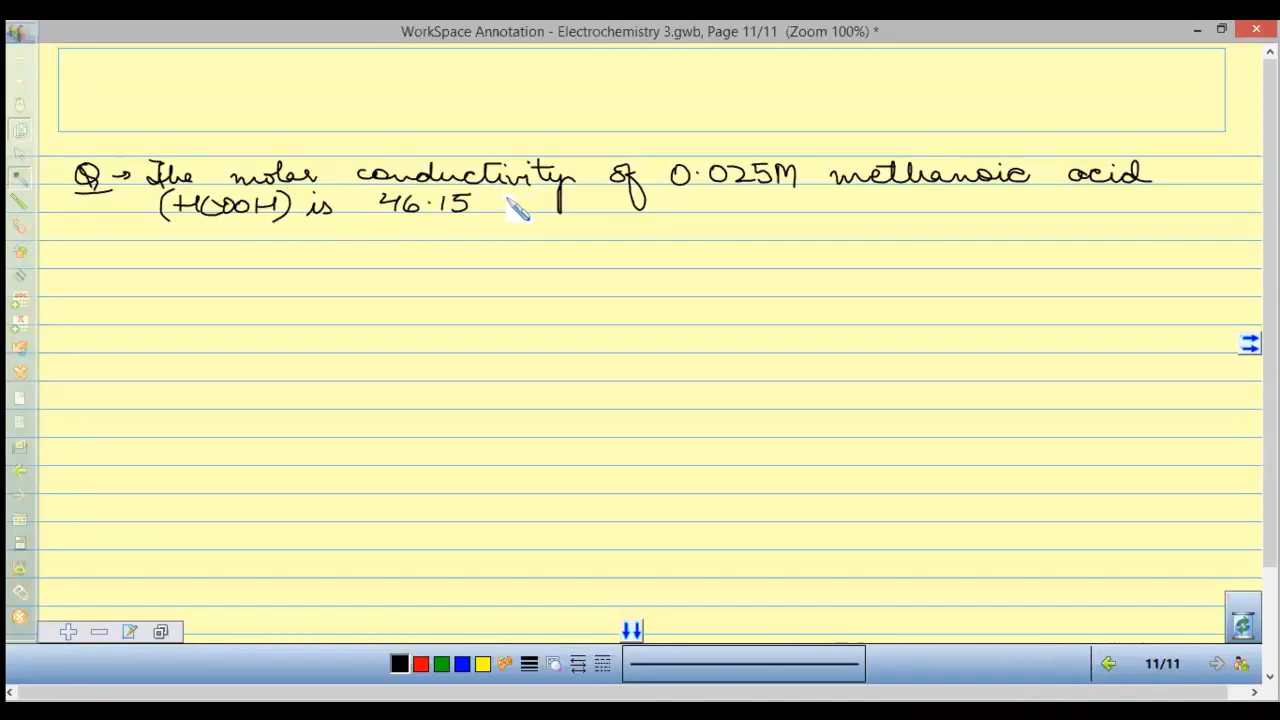 WorkSpace Annotation - Electrochemistry 3.gwb, Page 11/11 (Zoom 100%) *
Q → The molar conductivity of 0.025M methanoic acid
(HCOOH) is 46.15
11/11